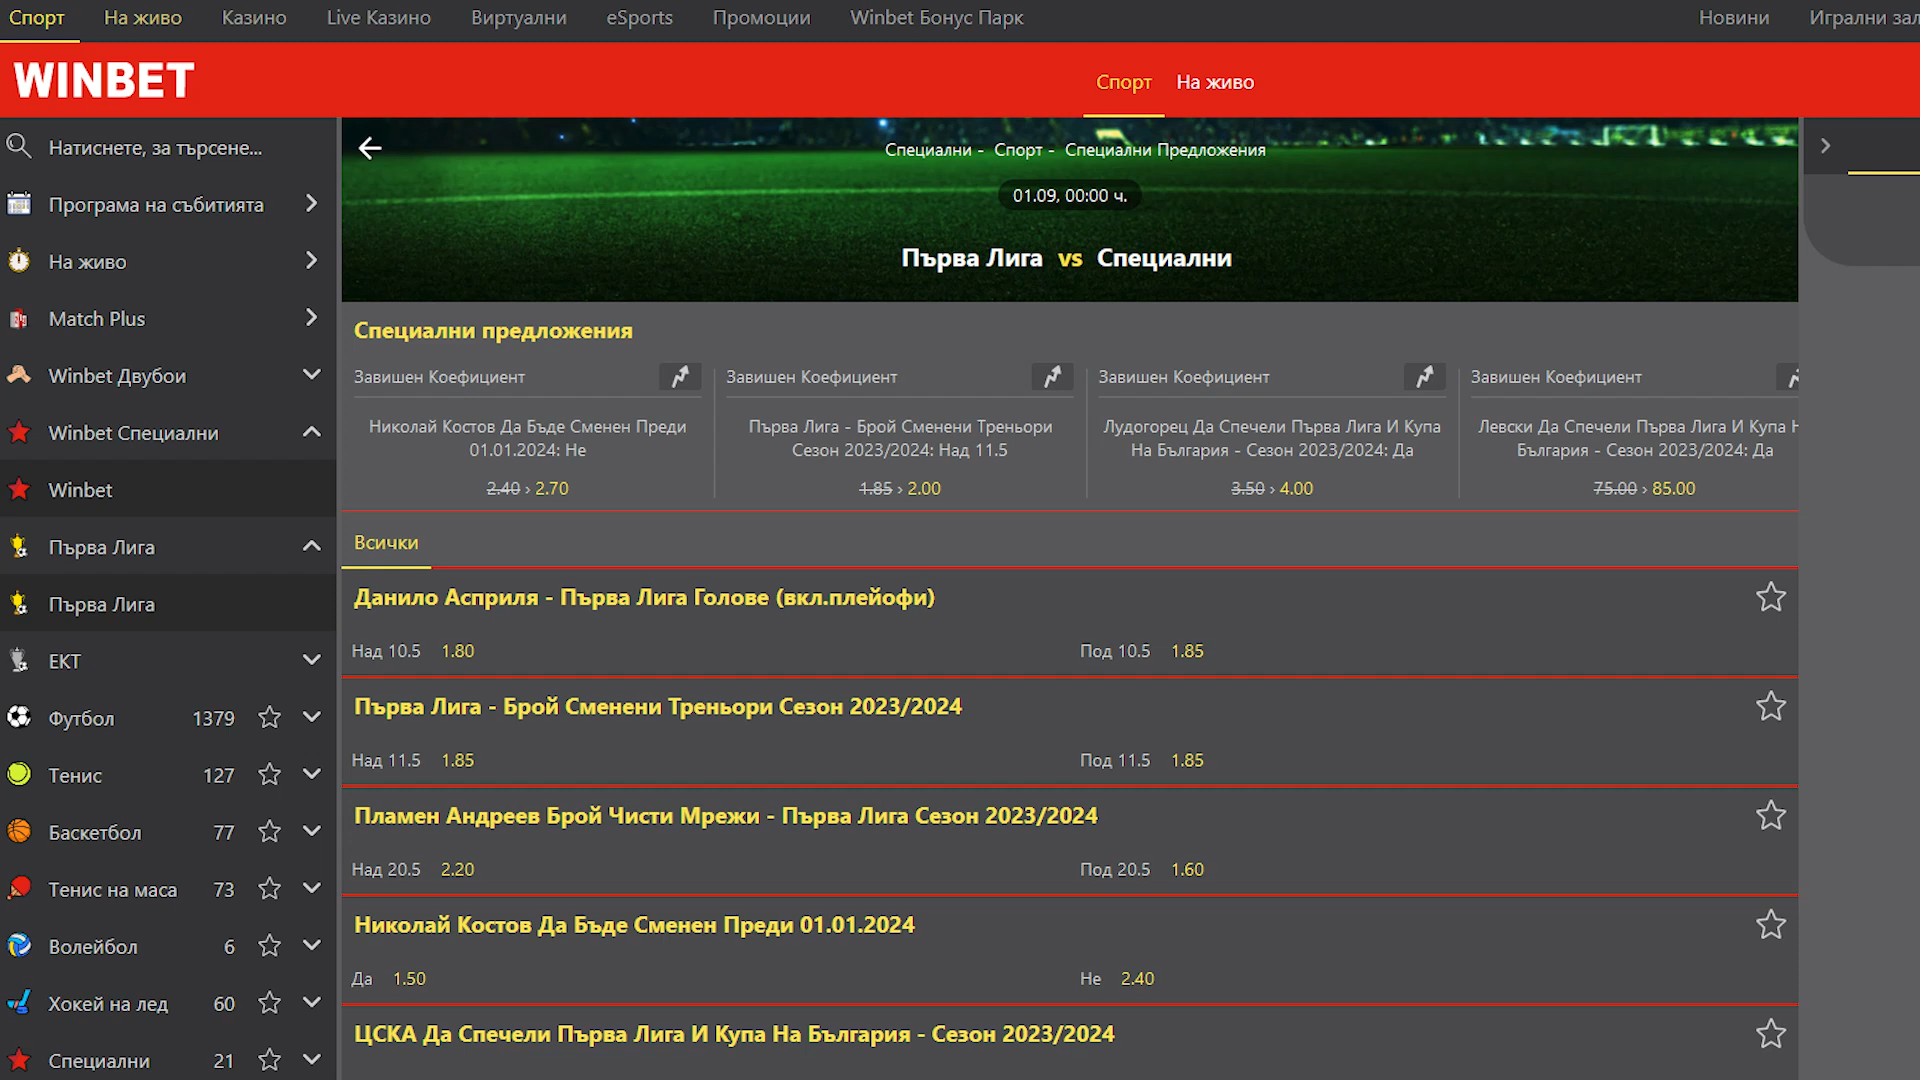 Спорт На живо Казино Live Казино Виртуални eSports Промоции Winbet Бонус Парк Новини Игрални
WINBET
Спорт На живо
Натиснете, за търсене...
Програма на събитията
На живо
Match Plus
Winbet Двубои
Winbet Специални
Winbet
Първа Лига
Първа Лига
ЕКТ
Футбол 1379
Тенис 127
Баскетбол 77
Тенис на маса 73
Волейбол 6
Хокей на лед 60
Специални 21
Специални - Спорт - Специални Предложения
01.09, 00:00 ч.
Първа Лига vs Специални
Специални предложения
Завишен Коефициент
Николай Костов Да Бъде Сменен Преди
01.01.2024: Не
2.40 › 2.70
Завишен Коефициент
Първа Лига - Брой Сменени Треньори
Сезон 2023/2024: Над 11.5
1.85 › 2.00
Завишен Коефициент
Лудогорец Да Спечели Първа Лига И Купа
На България - Сезон 2023/2024: Да
3.50 › 4.00
Завишен Коефициент
Левски Да Спечели Първа Лига И Купа
България - Сезон 2023/2024: Да
75.00 › 85.00
Всички
Данило Асприля - Първа Лига Голове (вкл.плейофи)
Над 10.5 1.80 Под 10.5 1.85
Първа Лига - Брой Сменени Треньори Сезон 2023/2024
Над 11.5 1.85 Под 11.5 1.85
Пламен Андреев Брой Чисти Мрежи - Първа Лига Сезон 2023/2024
Над 20.5 2.20 Под 20.5 1.60
Николай Костов Да Бъде Сменен Преди 01.01.2024
Да 1.50 Не 2.40
ЦСКА Да Спечели Първа Лига И Купа На България - Сезон 2023/2024